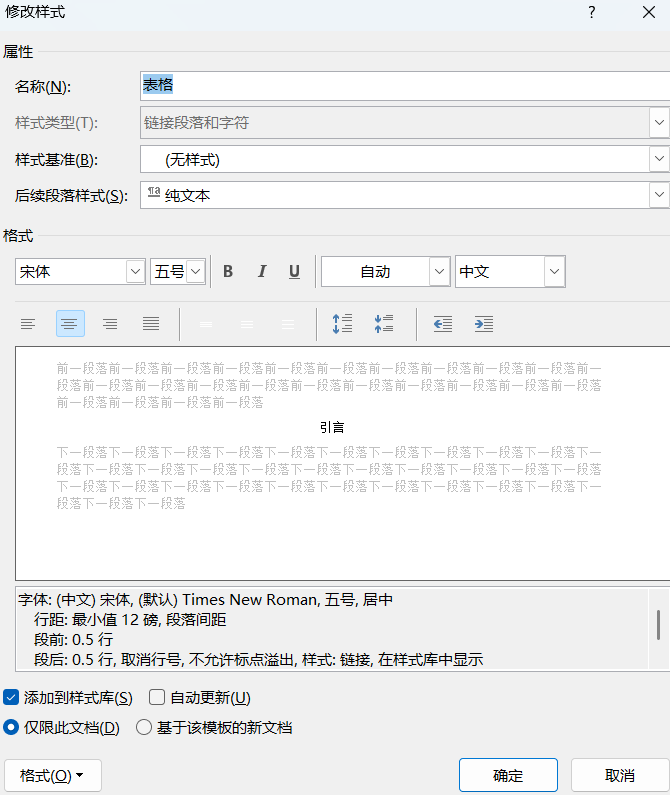 修改样式 ?
属性
名称(N): 表格
样式类型(T): 链接段落和字符
样式基准(B): (无样式)
后续段落样式(S): ¶a 纯文本
格式
宋体 五号 B I U 自动 中文
前一段落前一段落前一段落前一段落前一段落前一段落前一段落前一段落前一段落前一段落前一
段落前一段落前一段落前一段落前一段落前一段落前一段落前一段落前一段落前一段落前一段落
前一段落前一段落前一段落前一段落
引言
下一段落下一段落下一段落下一段落下一段落下一段落下一段落下一段落下一段落下一段落下一
段落下一段落下一段落下一段落下一段落下一段落下一段落下一段落下一段落下一段落下一段落
下一段落下一段落下一段落下一段落下一段落下一段落下一段落下一段落下一段落下一段落下一
段落下一段落下一段落
字体: (中文) 宋体, (默认) Times New Roman, 五号, 居中
行距: 最小值 12 磅, 段落间距
段前: 0.5 行
段后: 0.5 行, 取消行号, 不允许标点溢出, 样式: 链接, 在样式库中显示
添加到样式库(S) 自动更新(U)
仅限此文档(D) 基于该模板的新文档
格式(O) 确定 取消